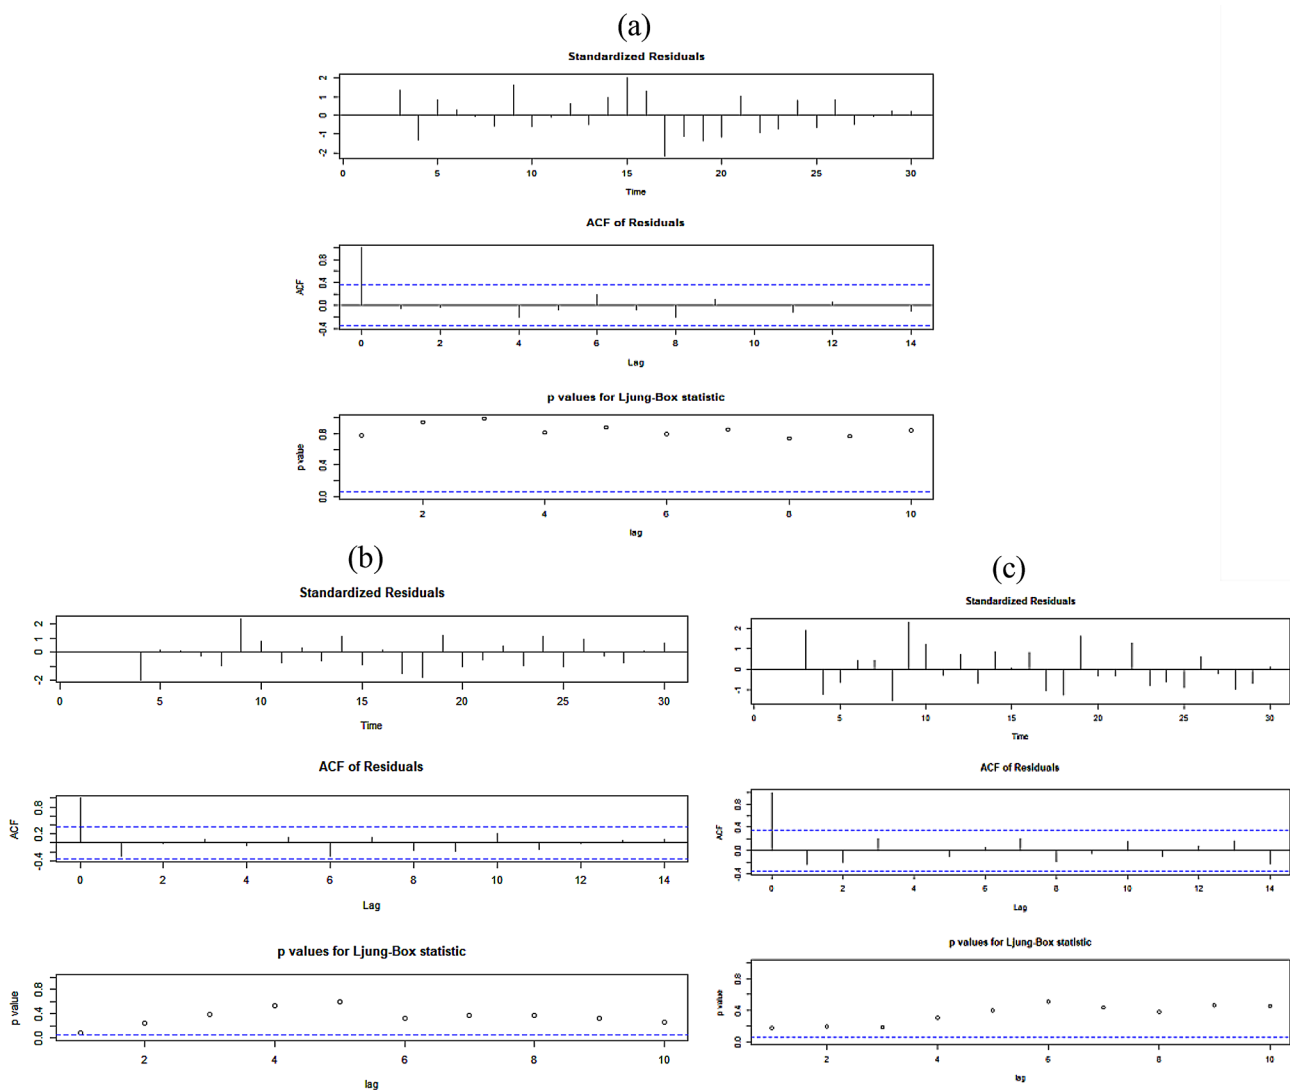 (a)
Standardized Residuals
2
1
0
-1
-2
0 5 10 15 20 25 30
Time
ACF of Residuals
ACF
0.8
0.4
0.0
-0.4
0 2 4 6 8 10 12 14
Lag
p values for Ljung-Box statistic
p value
0.8
0.4
0.0
2 4 6 8 10
lag
(b)
Standardized Residuals
2
1
0
-2
0 5 10 15 20 25 30
Time
ACF of Residuals
ACF
0.8
0.2
-0.4
0 2 4 6 8 10 12 14
Lag
p values for Ljung-Box statistic
p value
0.8
0.4
0.0
2 4 6 8 10
lag
(c)
Standardized Residuals
2
1
0
-1
0 5 10 15 20 25 30
Time
ACF of Residuals
ACF
0.8
0.4
0.0
-0.4
0 2 4 6 8 10 12 14
Lag
p values for Ljung-Box statistic
p value
0.8
0.4
0.0
2 4 6 8 10
lag